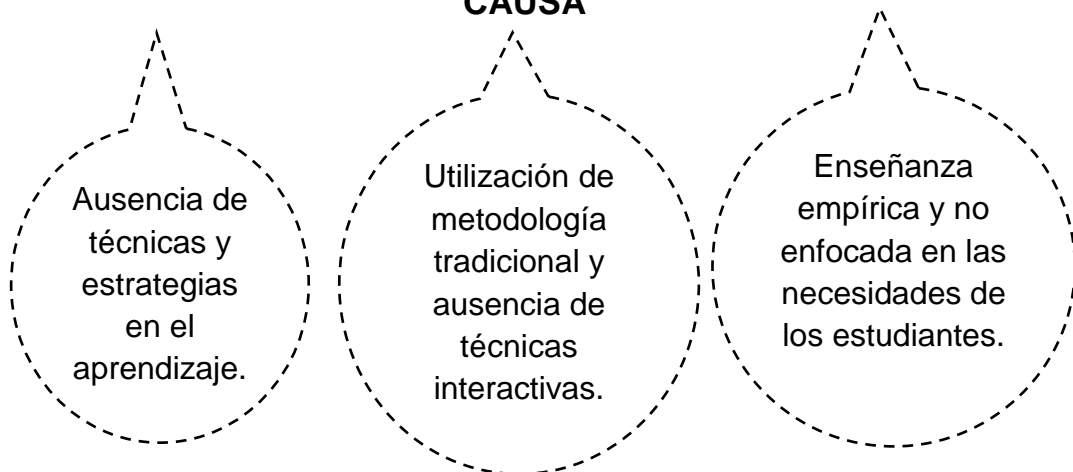 CAUSA
Ausencia de
técnicas y
estrategias
en el
aprendizaje.
Utilización de
metodología
tradicional y
ausencia de
técnicas
interactivas.
Enseñanza
empírica y no
enfocada en las
necesidades de
los estudiantes.